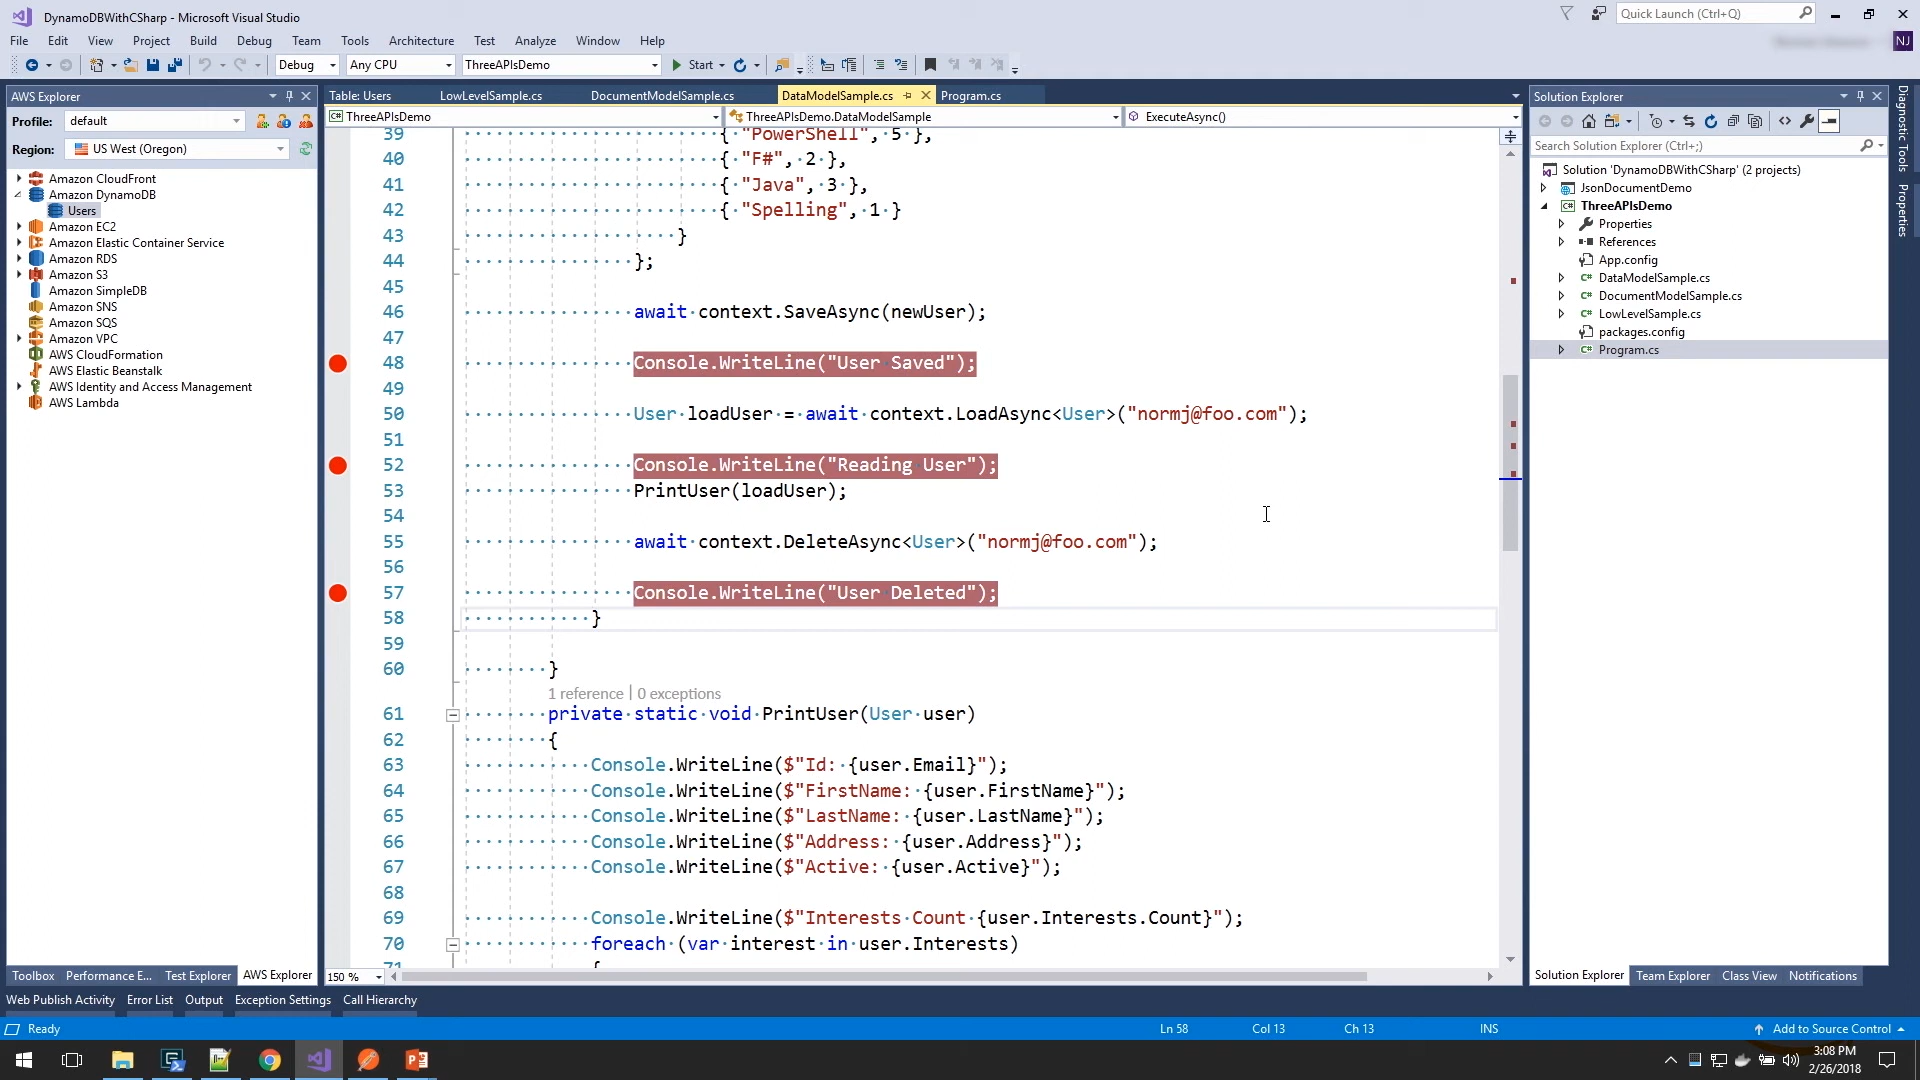 DynamoDBWithCSharp - Microsoft Visual Studio
Quick Launch (Ctrl+Q)
File Edit View Project Build Debug Team Tools Architecture Test Analyze Window Help
NJ
Debug Any CPU ThreeAPIsDemo Start
AWS Explorer
Profile: default
Region: US West (Oregon)
Amazon CloudFront
Amazon DynamoDB
Users
Amazon EC2
Amazon Elastic Container Service
Amazon RDS
Amazon S3
Amazon SimpleDB
Amazon SNS
Amazon SQS
Amazon VPC
AWS CloudFormation
AWS Elastic Beanstalk
AWS Identity and Access Management
AWS Lambda
Toolbox Performance E... Test Explorer AWS Explorer
Table: Users LowLevelSample.cs DocumentModelSample.cs DataModelSample.cs Program.cs
ThreeAPIsDemo ThreeAPIsDemo.DataModelSample ExecuteAsync()
39 { "PowerShell", 5 },
40 { "F#", 2 },
41 { "Java", 3 },
42 { "Spelling", 1 }
43 }
44 };
45
46 await context.SaveAsync(newUser);
47
48 Console.WriteLine("User Saved");
49
50 User loadUser = await context.LoadAsync<User>("normj@foo.com");
51
52 Console.WriteLine("Reading User");
53 PrintUser(loadUser);
54
55 await context.DeleteAsync<User>("normj@foo.com");
56
57 Console.WriteLine("User Deleted");
58 }
59
60 }
1 reference | 0 exceptions
61 private static void PrintUser(User user)
62 {
63 Console.WriteLine($"Id: {user.Email}");
64 Console.WriteLine($"FirstName: {user.FirstName}");
65 Console.WriteLine($"LastName: {user.LastName}");
66 Console.WriteLine($"Address: {user.Address}");
67 Console.WriteLine($"Active: {user.Active}");
68
69 Console.WriteLine($"Interests Count {user.Interests.Count}");
70 foreach (var interest in user.Interests)
71 {
150 %
Solution Explorer
Search Solution Explorer (Ctrl+;)
Solution 'DynamoDBWithCSharp' (2 projects)
JsonDocumentDemo
ThreeAPIsDemo
Properties
References
App.config
DataModelSample.cs
DocumentModelSample.cs
LowLevelSample.cs
packages.config
Program.cs
Solution Explorer Team Explorer Class View Notifications
Diagnostic Tools
Properties
Web Publish Activity Error List Output Exception Settings Call Hierarchy
Ready Ln 58 Col 13 Ch 13 INS Add to Source Control
3:08 PM
2/26/2018